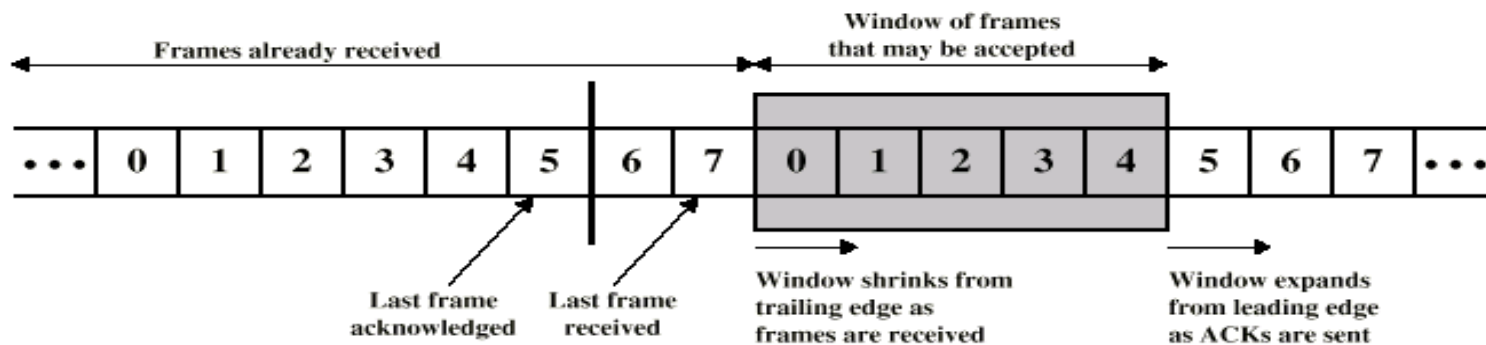 Window of frames
that may be accepted
Frames already received
••• 0 1 2 3 4 5 6 7 0 1 2 3 4 5 6 7 •••
Last frame
acknowledged
Last frame
received
Window shrinks from
trailing edge as
frames are received
Window expands
from leading edge
as ACKs are sent